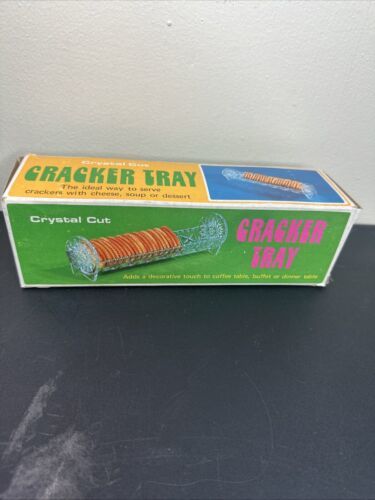 Crystal Cut
CRACKER TRAY
The ideal way to serve
crackers with cheese, soup or dessert
Crystal Cut
CRACKER
TRAY
Adds a decorative touch to coffee table, buffet or dinner table